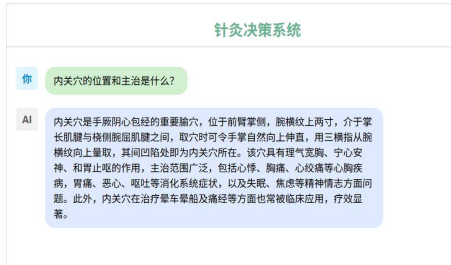 针灸决策系统
你
内关穴的位置和主治是什么？
AI
内关穴是手厥阴心包经的重要腧穴，位于前臂掌侧，腕横纹上两寸，介于掌
长肌腱与桡侧腕屈肌腱之间，取穴时可令手掌自然向上伸直，用三横指从腕
横纹向上量取，其间凹陷处即为内关穴所在。该穴具有理气宽胸、宁心安
神、和胃止呕的作用，主治范围广泛，包括心悸、胸痛、心绞痛等心胸疾
病，胃痛、恶心、呕吐等消化系统症状，以及失眠、焦虑等精神情志方面问
题。此外，内关穴在治疗晕车晕船及痛经等方面也常被临床应用，疗效显
著。